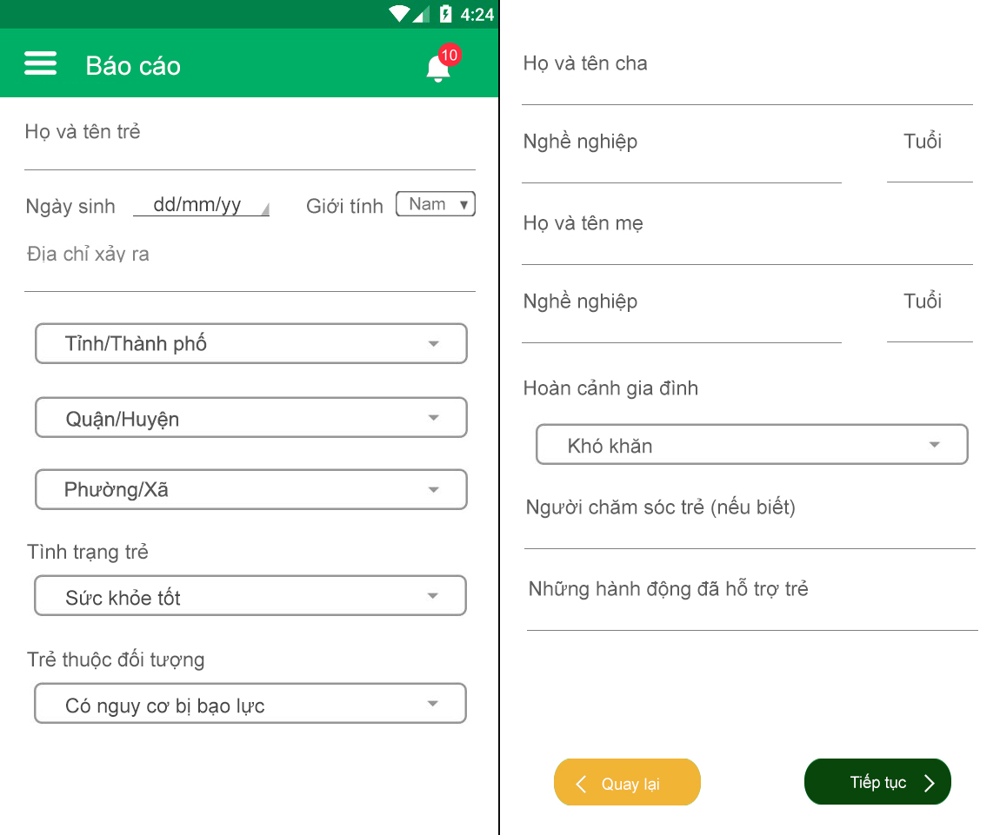 4:24
Báo cáo
10
Họ và tên trẻ
Ngày sinh dd/mm/yy Giới tính Nam
Địa chỉ xảy ra
Tỉnh/Thành phố
Quận/Huyện
Phường/Xã
Tình trạng trẻ
Sức khỏe tốt
Trẻ thuộc đối tượng
Có nguy cơ bị bạo lực
Họ và tên cha
Nghề nghiệp Tuổi
Họ và tên mẹ
Nghề nghiệp Tuổi
Hoàn cảnh gia đình
Khó khăn
Người chăm sóc trẻ (nếu biết)
Những hành động đã hỗ trợ trẻ
Quay lại Tiếp tục